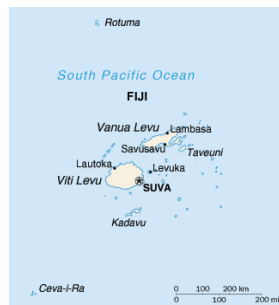 Rotuma
South Pacific Ocean
FIJI
Vanua Levu
Lambasa
Savusavu
Taveuni
Lautoka
Levuka
Viti Levu
SUVA
Kadavu
Ceva-i-Ra
0 100 200 km
0 100 200 mi